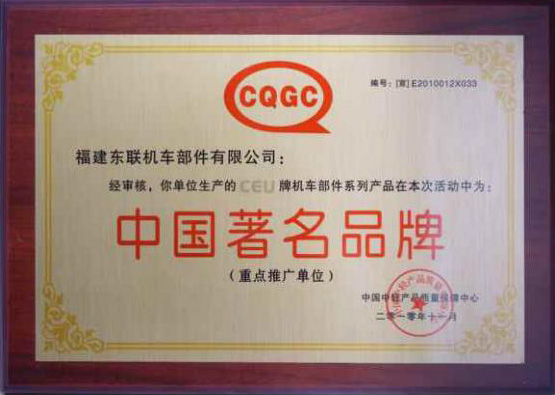 CQGC
编号：[宣]E2010012X033
福建东联机车部件有限公司：
经审核，你单位生产的CEU牌机车部件系列产品在本次活动中为：
中国著名品牌
（重点推广单位）
中国中轻产品质量保障中心
二零一零年十一月